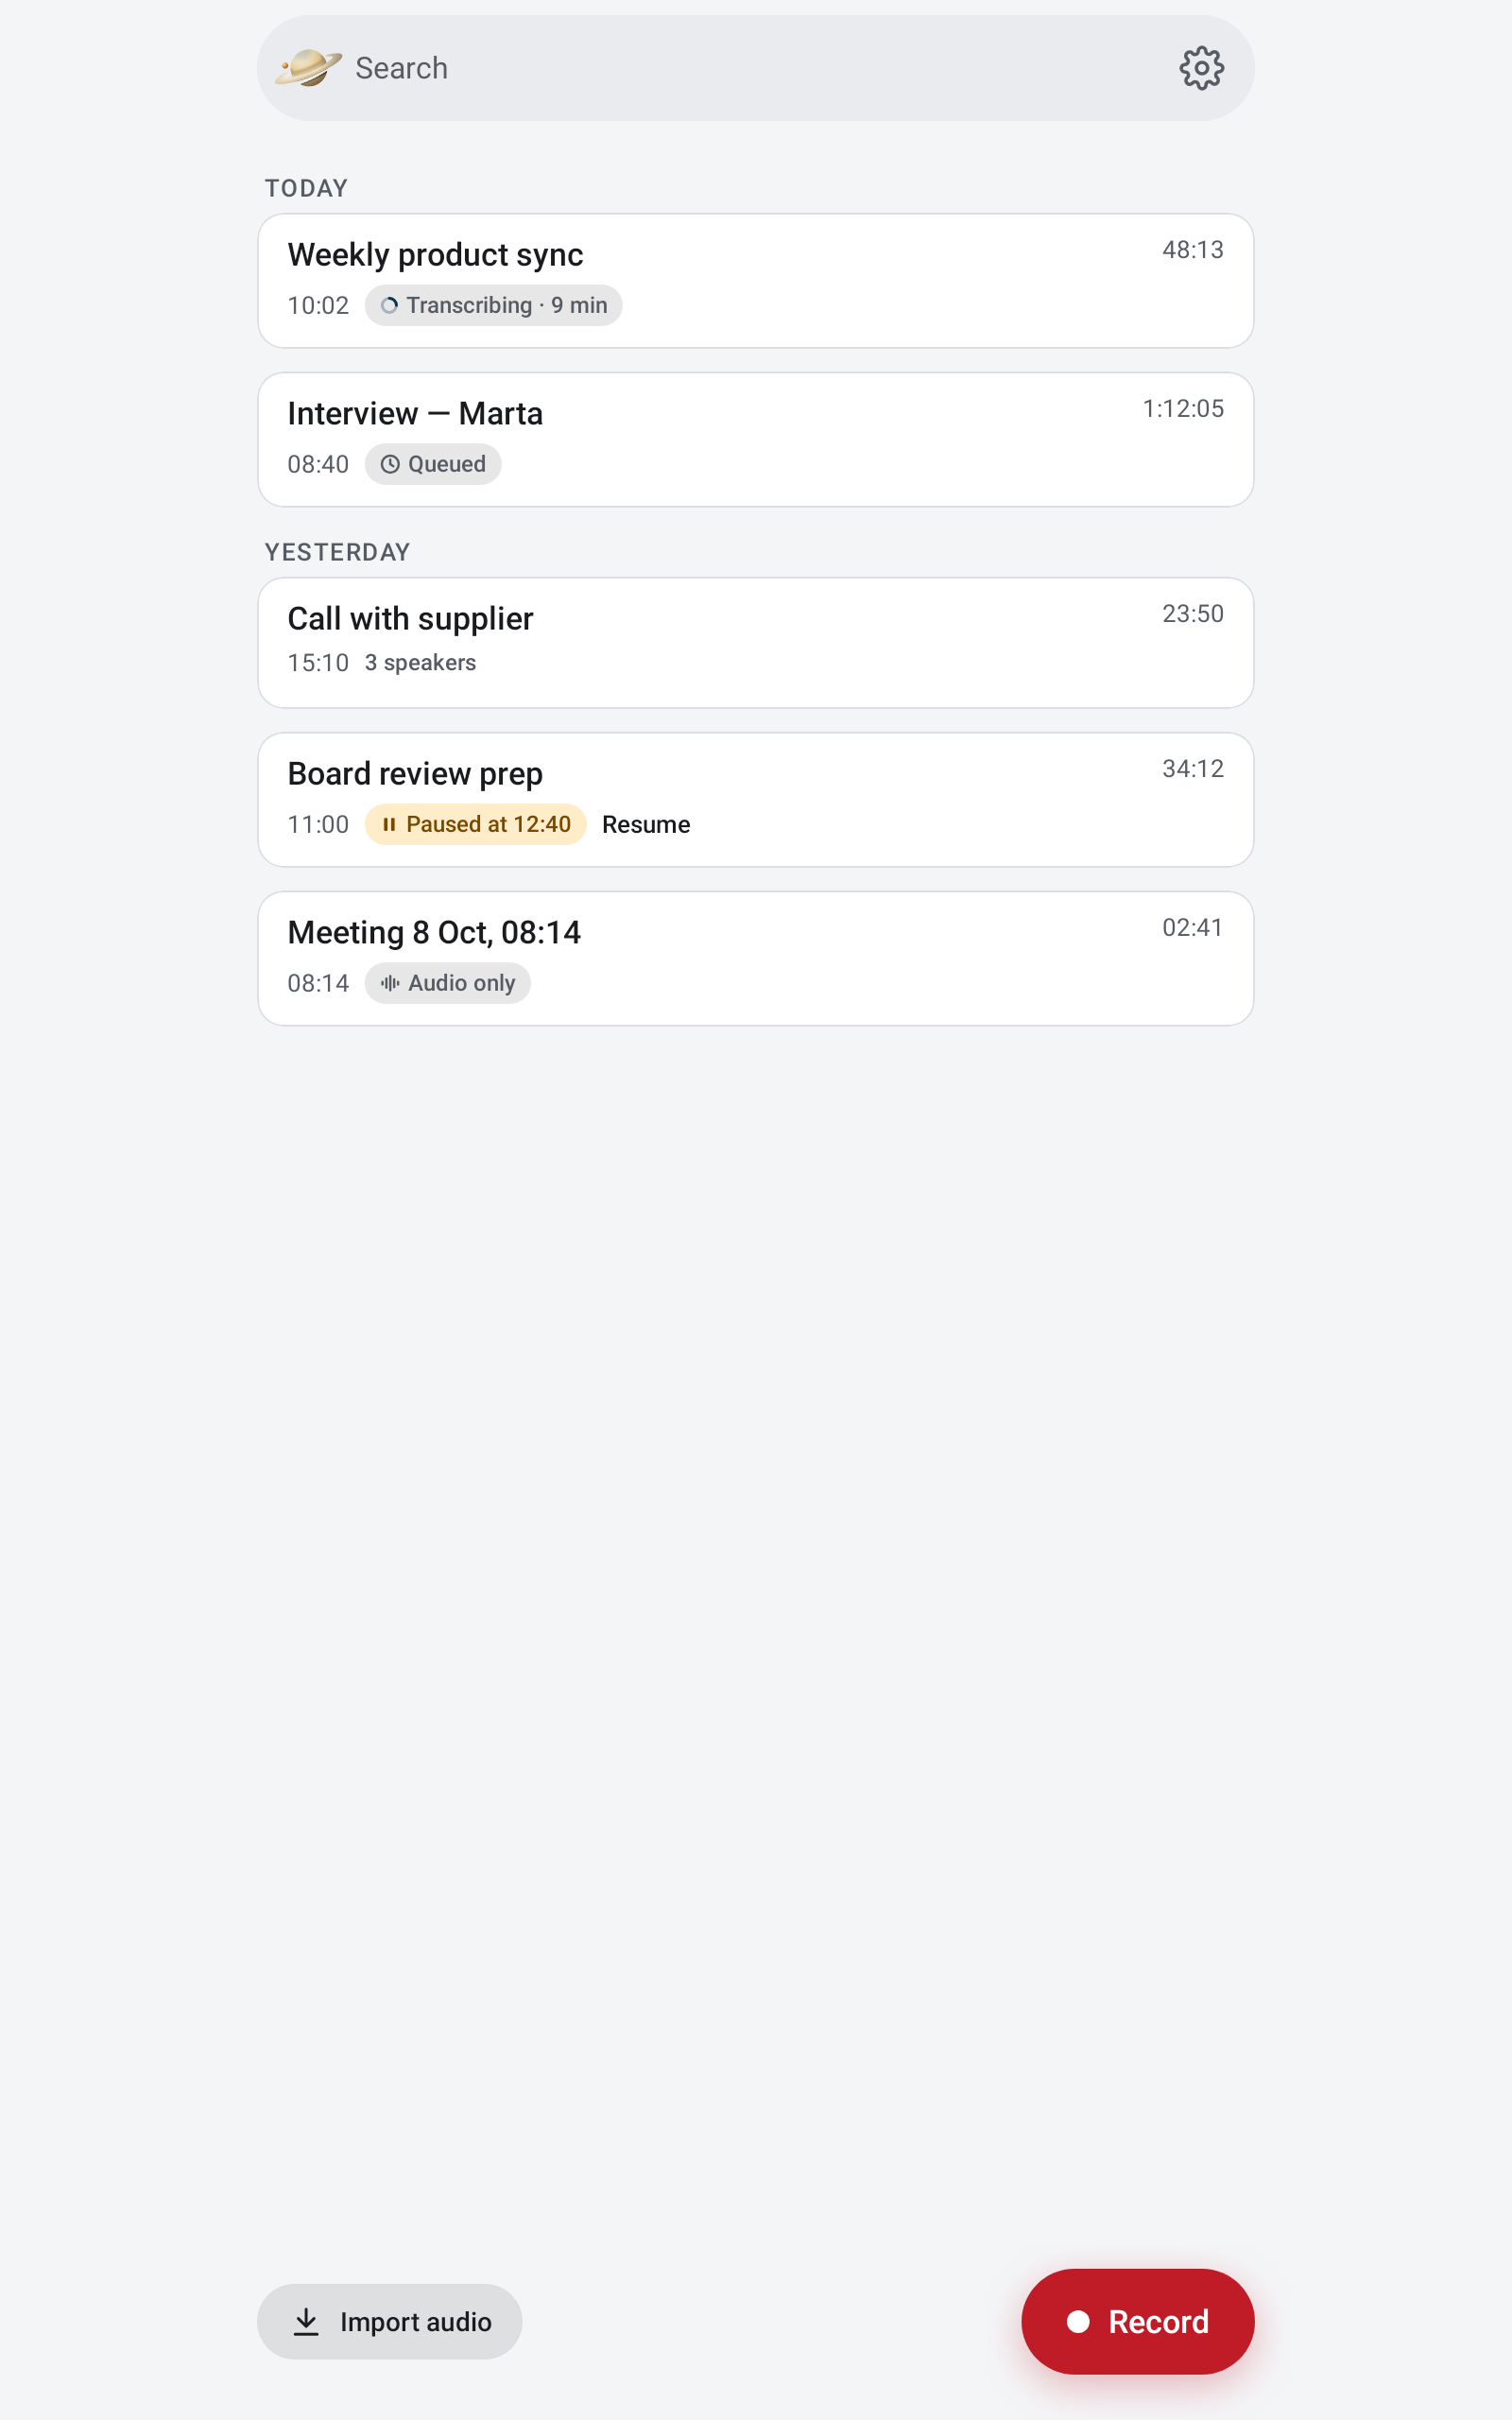 Search
TODAY
Weekly product sync
48:13
10:02 Transcribing · 9 min
Interview — Marta
1:12:05
08:40 Queued
YESTERDAY
Call with supplier
23:50
15:10 3 speakers
Board review prep
34:12
11:00 Paused at 12:40 Resume
Meeting 8 Oct, 08:14
02:41
08:14 Audio only
Import audio
Record